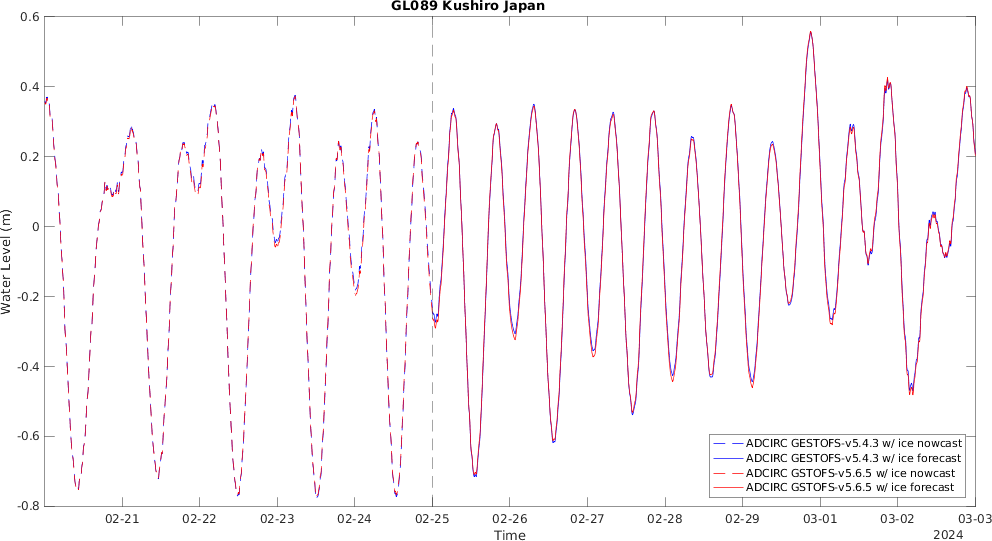 GL089 Kushiro Japan
0.6
0.4
0.2
0
-0.2
-0.4
-0.6
-0.8
Water Level (m)
ADCIRC GESTOFS-v5.4.3 w/ ice nowcast
ADCIRC GESTOFS-v5.4.3 w/ ice forecast
ADCIRC GSTOFS-v5.6.5 w/ ice nowcast
ADCIRC GSTOFS-v5.6.5 w/ ice forecast
02-21 02-22 02-23 02-24 02-25 02-26 02-27 02-28 02-29 03-01 03-02 03-03
Time
2024